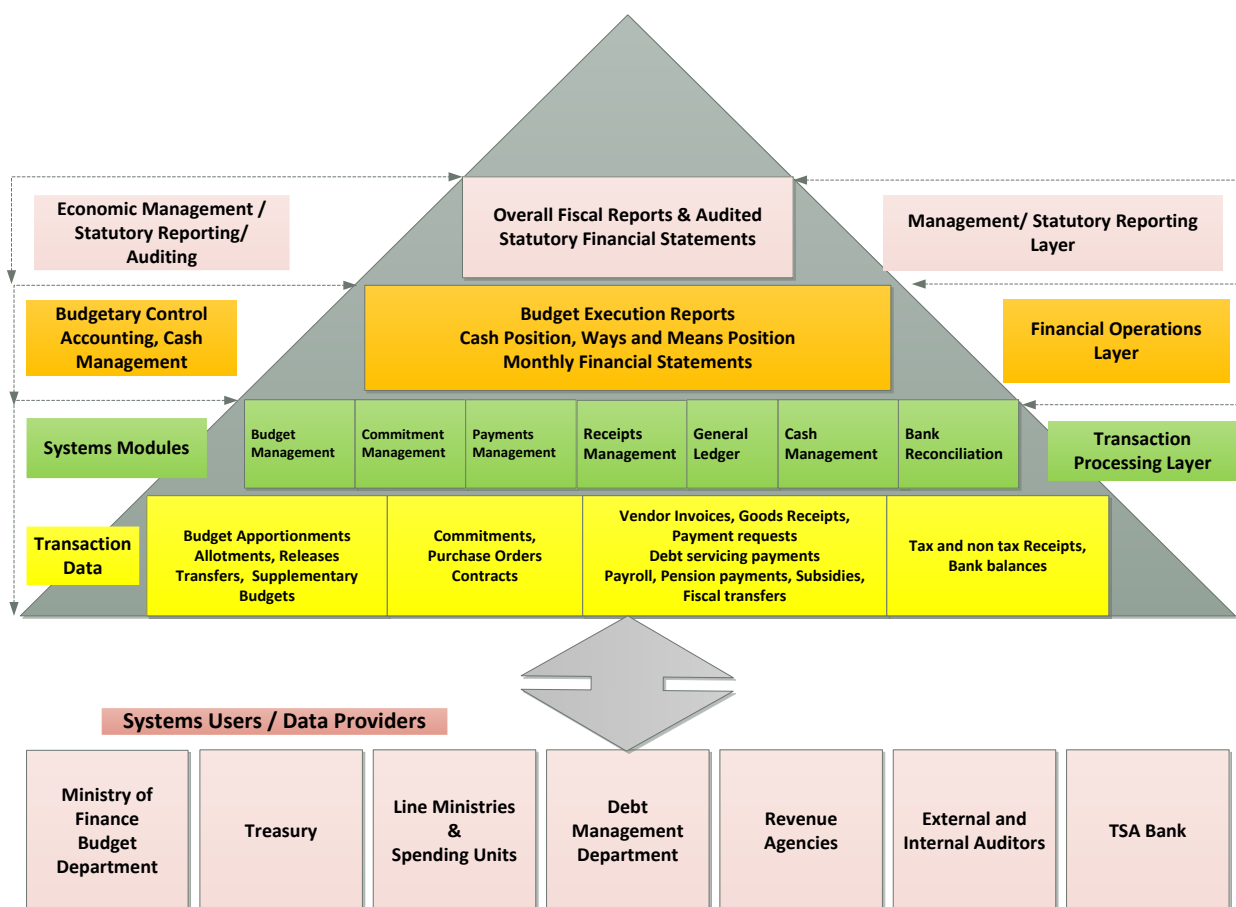 Economic Management /
Statutory Reporting/
Auditing
Overall Fiscal Reports & Audited
Statutory Financial Statements
Management/ Statutory Reporting
Layer
Budgetary Control
Accounting, Cash
Management
Budget Execution Reports
Cash Position, Ways and Means Position
Monthly Financial Statements
Financial Operations
Layer
Systems Modules
Budget
Management
Commitment
Management
Payments
Management
Receipts
Management
General
Ledger
Cash
Management
Bank
Reconciliation
Transaction
Processing Layer
Transaction
Data
Budget Apportionments
Allotments, Releases
Transfers, Supplementary
Budgets
Commitments,
Purchase Orders
Contracts
Vendor Invoices, Goods Receipts,
Payment requests
Debt servicing payments
Payroll, Pension payments, Subsidies,
Fiscal transfers
Tax and non tax Receipts,
Bank balances
Systems Users / Data Providers
Ministry of
Finance
Budget
Department
Treasury
Line Ministries
&
Spending Units
Debt
Management
Department
Revenue
Agencies
External and
Internal Auditors
TSA Bank